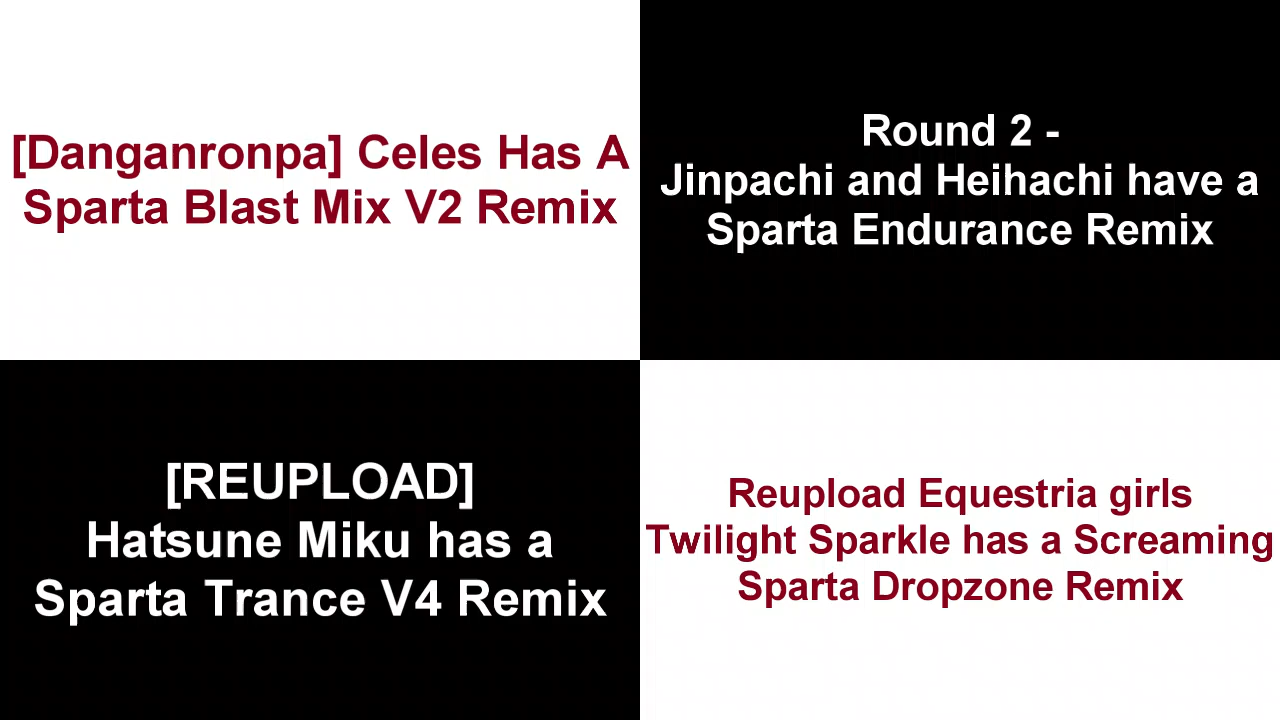 [Danganronpa] Celes Has A
Sparta Blast Mix V2 Remix
Round 2 -
Jinpachi and Heihachi have a
Sparta Endurance Remix
[REUPLOAD]
Hatsune Miku has a
Sparta Trance V4 Remix
Reupload Equestria girls
Twilight Sparkle has a Screaming
Sparta Dropzone Remix